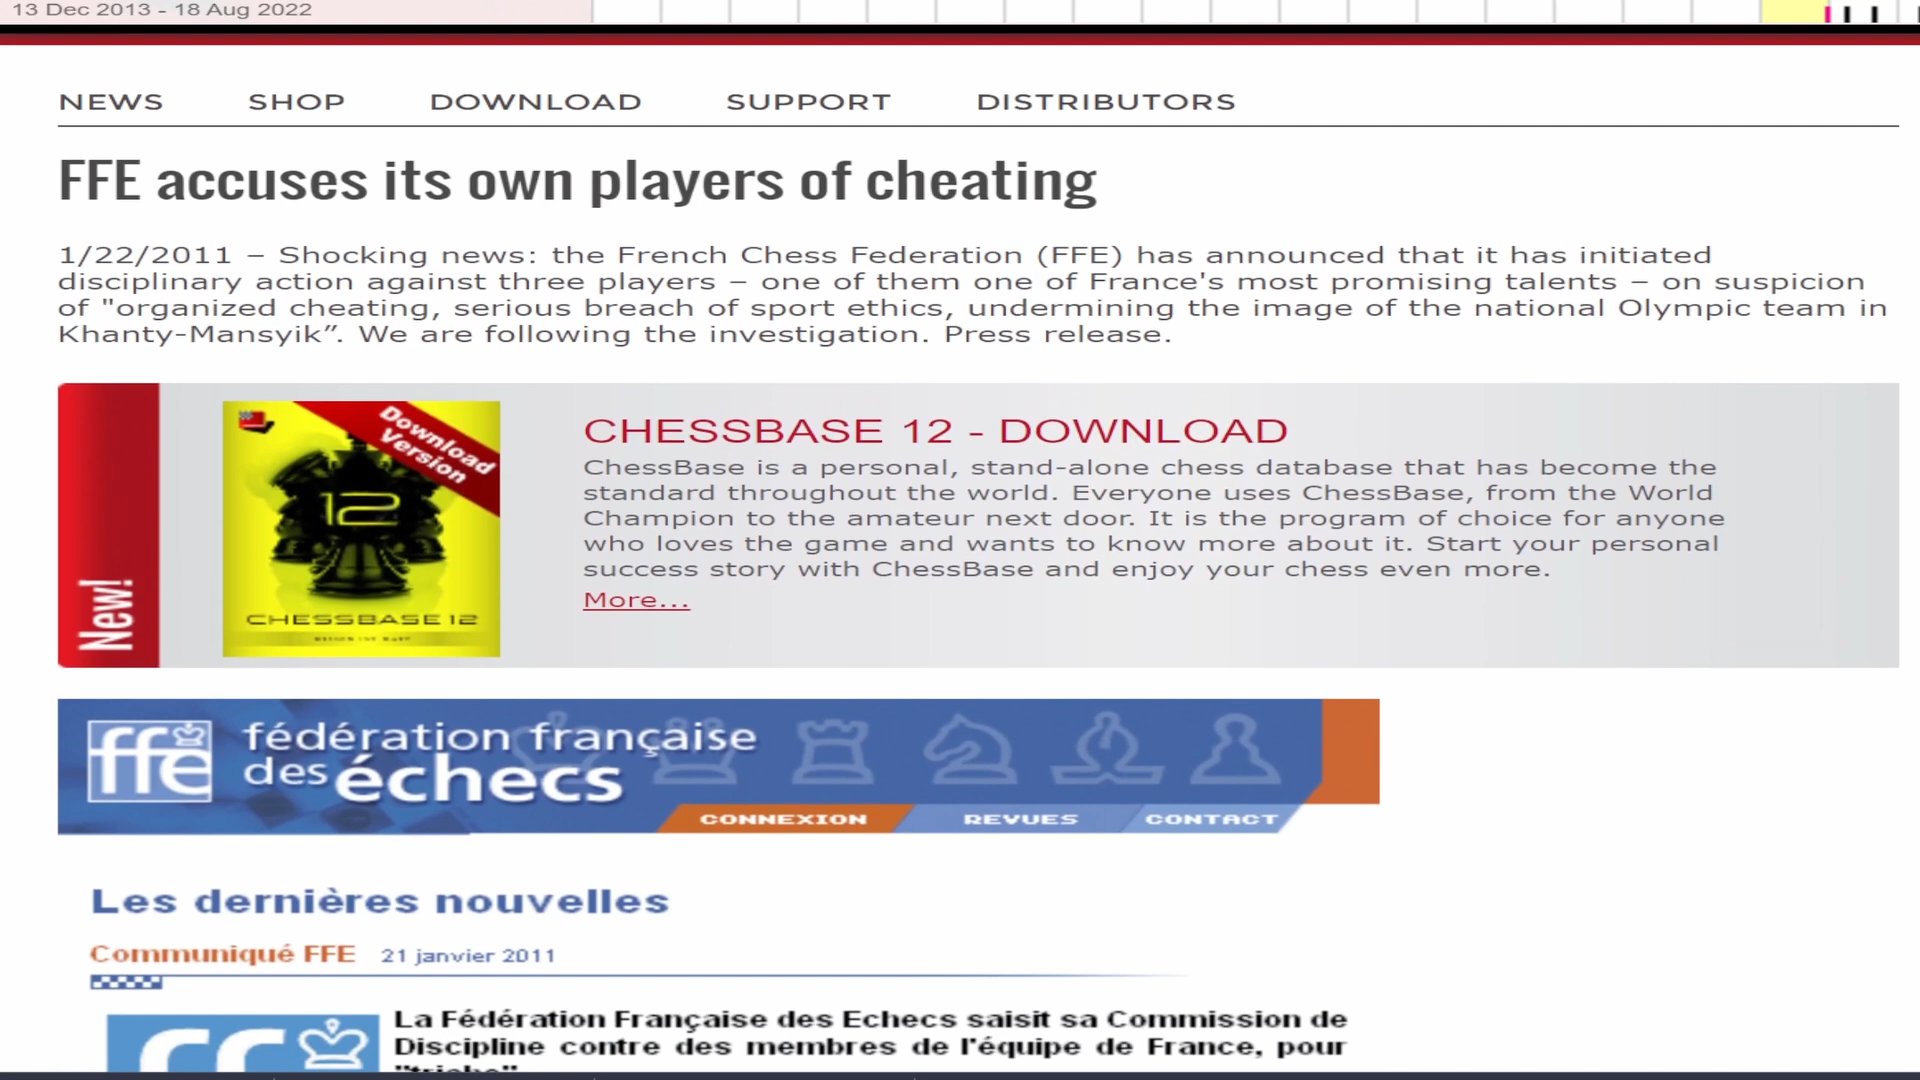 13 Dec 2013 - 18 Aug 2022
NEWS SHOP DOWNLOAD SUPPORT DISTRIBUTORS
FFE accuses its own players of cheating
1/22/2011 – Shocking news: the French Chess Federation (FFE) has announced that it has initiated
disciplinary action against three players – one of them one of France's most promising talents – on suspicion
of "organized cheating, serious breach of sport ethics, undermining the image of the national Olympic team in
Khanty-Mansyik”. We are following the investigation. Press release.
New!
Download
Version
12
CHESSBASE 12
CHESSBASE 12 - DOWNLOAD
ChessBase is a personal, stand-alone chess database that has become the
standard throughout the world. Everyone uses ChessBase, from the World
Champion to the amateur next door. It is the program of choice for anyone
who loves the game and wants to know more about it. Start your personal
success story with ChessBase and enjoy your chess even more.
More...
ffe
fédération française
des échecs
CONNEXION REVUES CONTACT
Les dernières nouvelles
Communiqué FFE 21 janvier 2011
La Fédération Française des Echecs saisit sa Commission de
Discipline contre des membres de l'équipe de France, pour